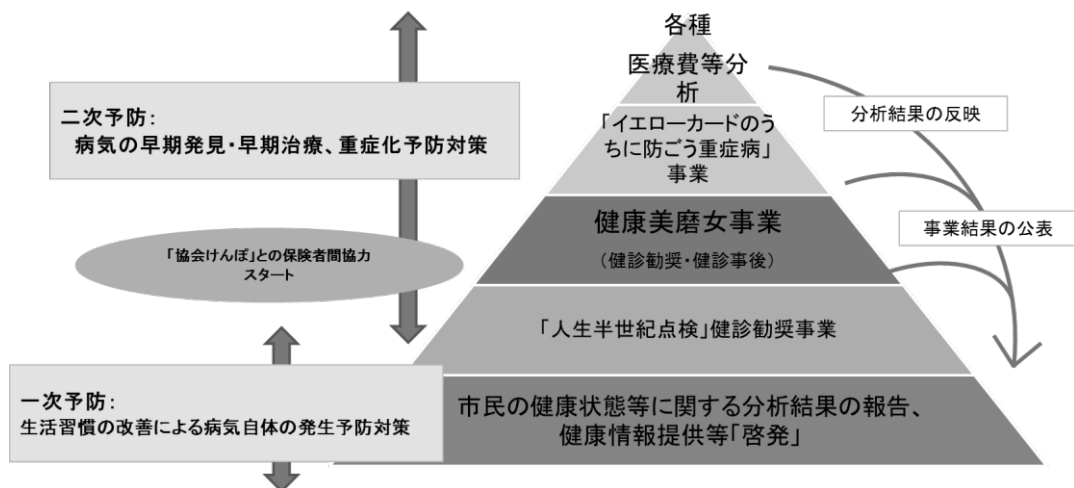 各種
医療費等分
析
二次予防：
病気の早期発見・早期治療、重症化予防対策
分析結果の反映
「イエローカードのう
ちに防ごう重症病」
事業
健康美磨女事業
（健診勧奨・健診事後）
事業結果の公表
「協会けんぽ」との保険者間協力
スタート
「人生半世紀点検」健診勧奨事業
一次予防：
生活習慣の改善による病気自体の発生予防対策
市民の健康状態等に関する分析結果の報告、
健康情報提供等「啓発」